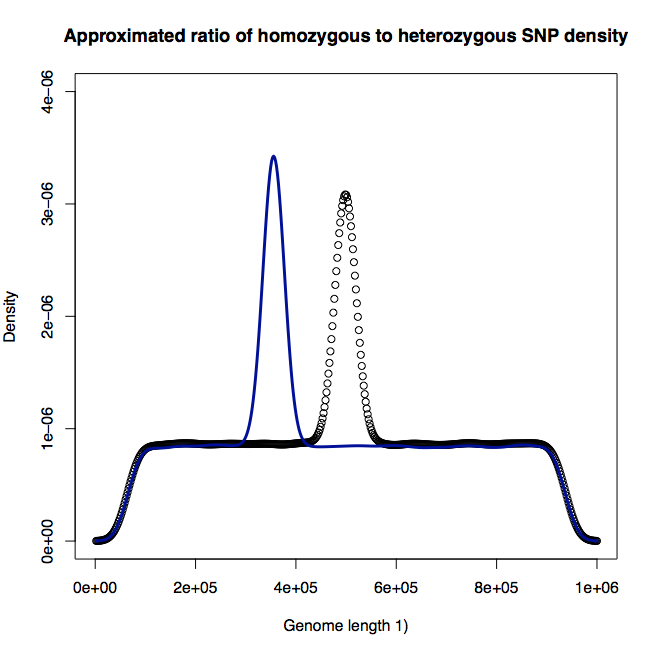 Approximated ratio of homozygous to heterozygous SNP density
4e−06
3e−06
2e−06
1e−06
0e+00
Density
0e+00 2e+05 4e+05 6e+05 8e+05 1e+06
Genome length 1)